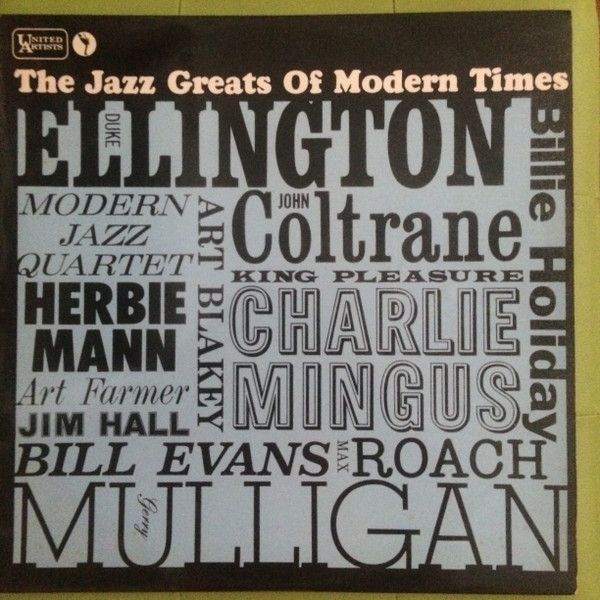 UNITED
ARTISTS
The Jazz Greats Of Modern Times
DUKE
ELLINGTON
Billie Holiday
MODERN
JAZZ
QUARTET
ART BLAKEY
JOHN
Coltrane
KING PLEASURE
HERBIE
MANN
CHARLIE
MINGUS
Art Farmer
JIM HALL
BILL EVANS
MAX
ROACH
Gerry
MULLIGAN